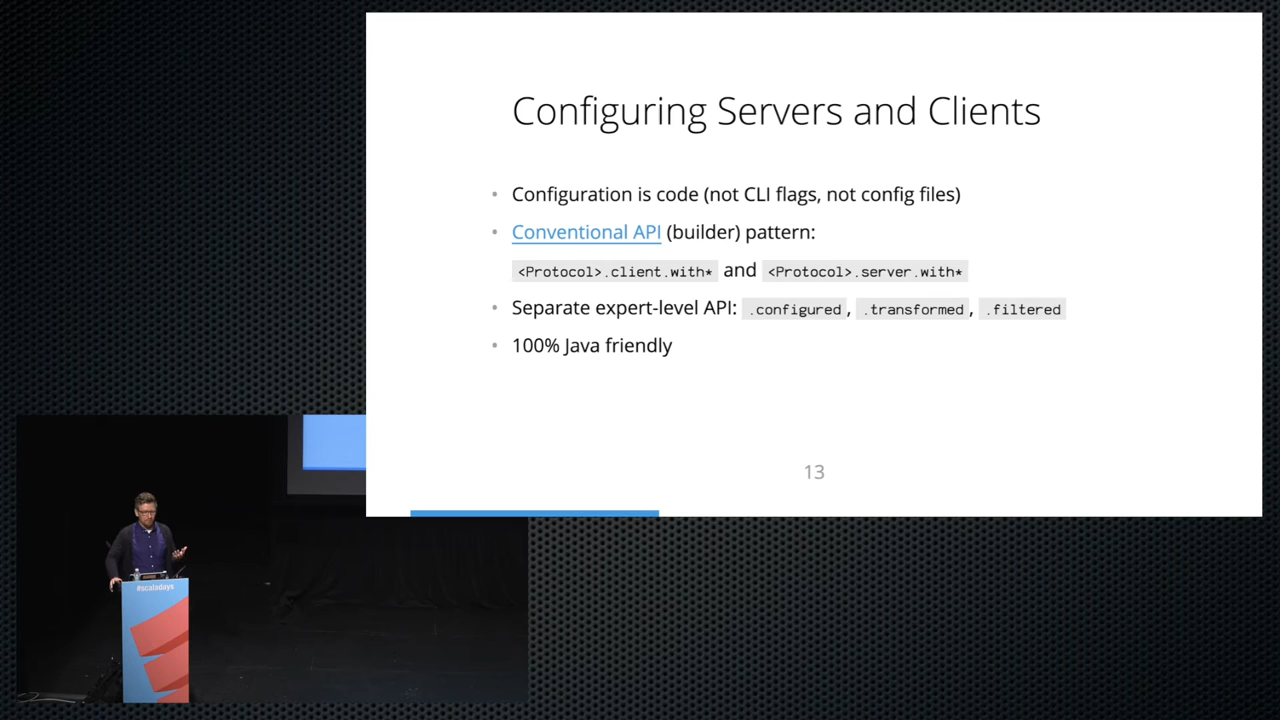 Configuring Servers and Clients
• Configuration is code (not CLI flags, not config files)
• Conventional API (builder) pattern:
<Protocol>.client.with* and <Protocol>.server.with*
• Separate expert-level API: .configured, .transformed, .filtered
• 100% Java friendly
13
#scaladays